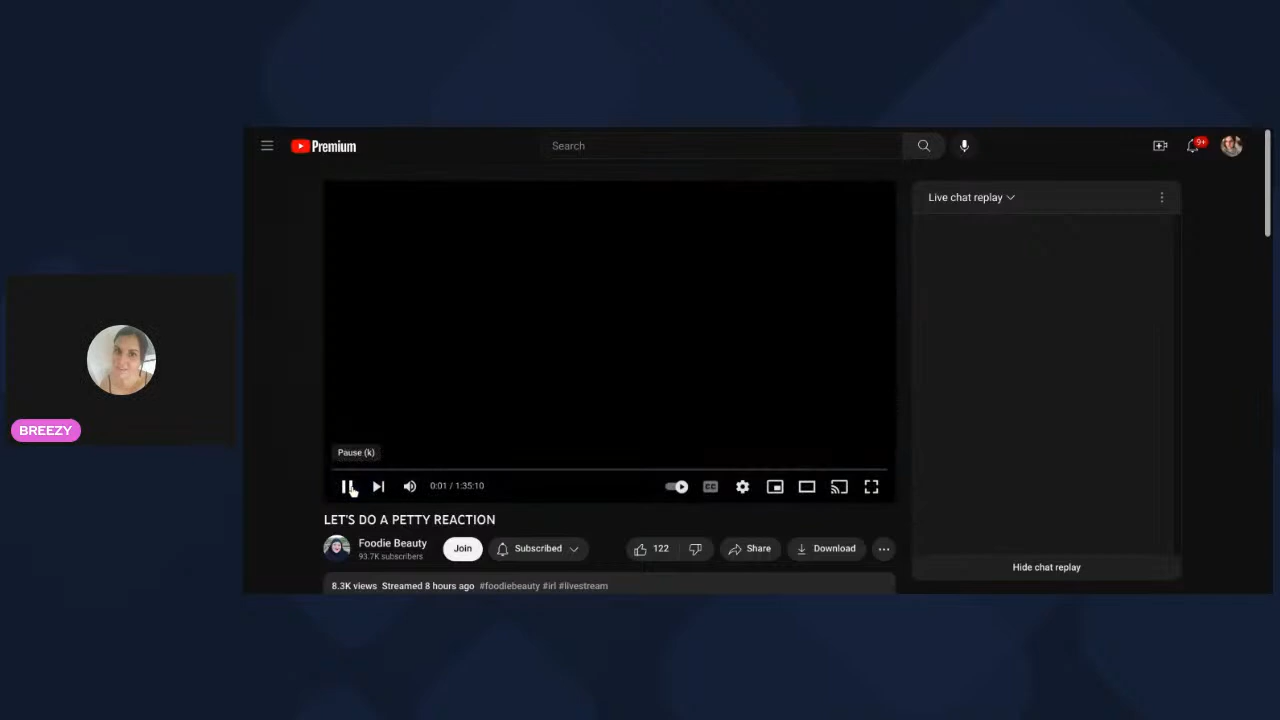 Premium
Search
9+
Live chat replay
BREEZY
Pause (k)
0:01 / 1:35:10
CC
LET'S DO A PETTY REACTION
Foodie Beauty
93.7K subscribers
Join
Subscribed
122
Share
Download
8.3K views Streamed 8 hours ago #foodiebeauty #irl #livestream
Hide chat replay